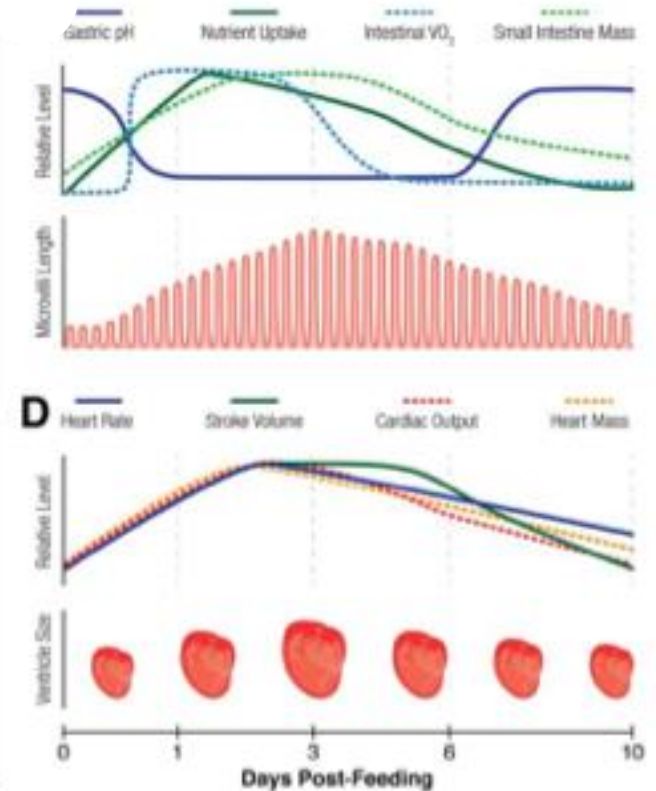 Gastric pH Nutrient Uptake Intestinal VO2 Small Intestine Mass
Relative Level
Microvilli Length
D
Heart Rate Stroke Volume Cardiac Output Heart Mass
Relative Level
Ventricle Size
0 1 3 6 10
Days Post-Feeding